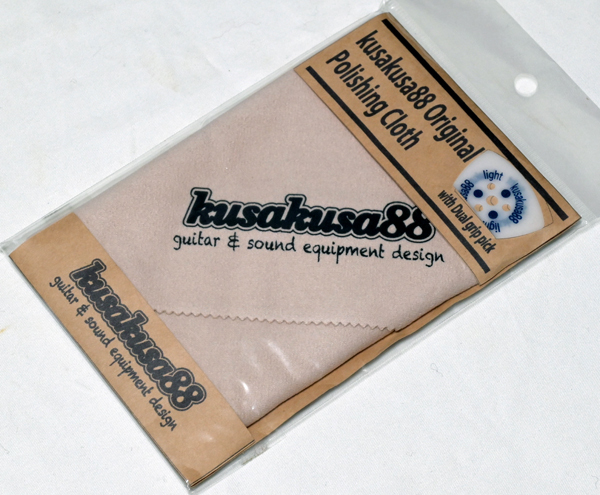 kusakusa88 Original
Polishing Cloth
light
kusakusa88
light
with Dual grip pick
kusakusa88
guitar & sound equipment design
kusakusa88
guitar & sound equipment design